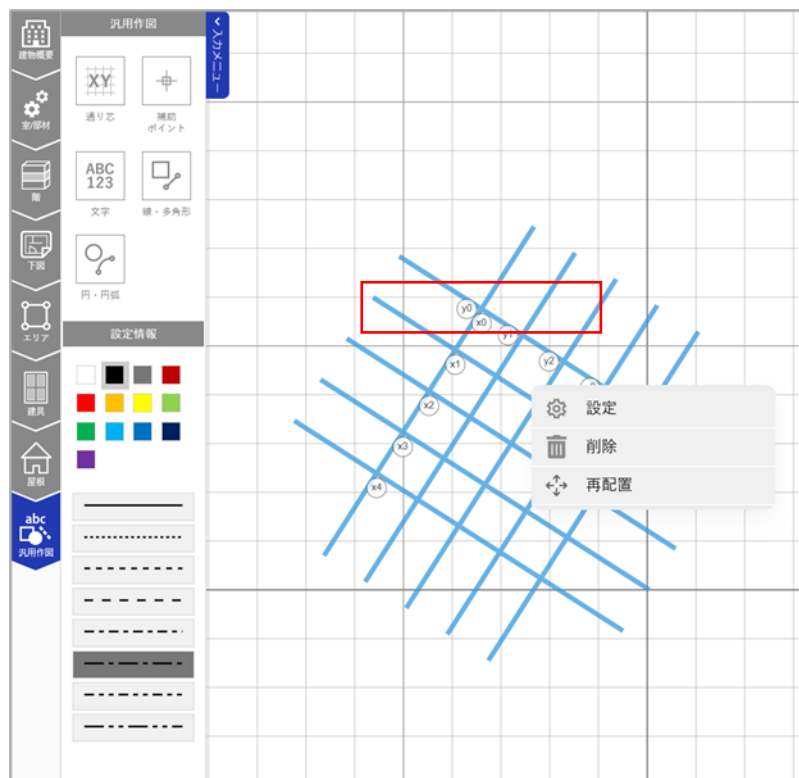 建物概要
室/部材
階
下図
エリア
建具
屋根
abc
汎用作図
汎用作図
XY
通り芯
補助
ポイント
ABC
123
文字
線・多角形
円・円弧
設定情報
入力メニュー
y0
x0
y1
x1
y2
x2
x3
x4
設定
削除
再配置